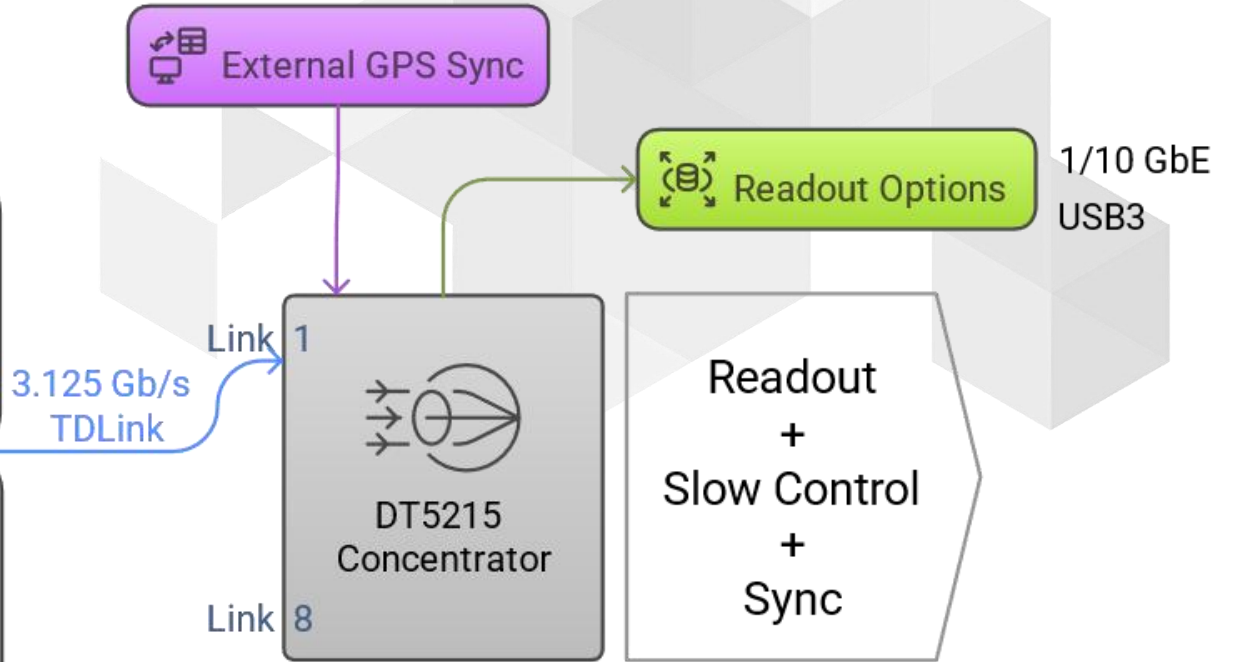 External GPS Sync
Readout Options
1/10 GbE
USB3
Link 1
3.125 Gb/s
TDLink
DT5215
Concentrator
Link 8
Readout
+
Slow Control
+
Sync